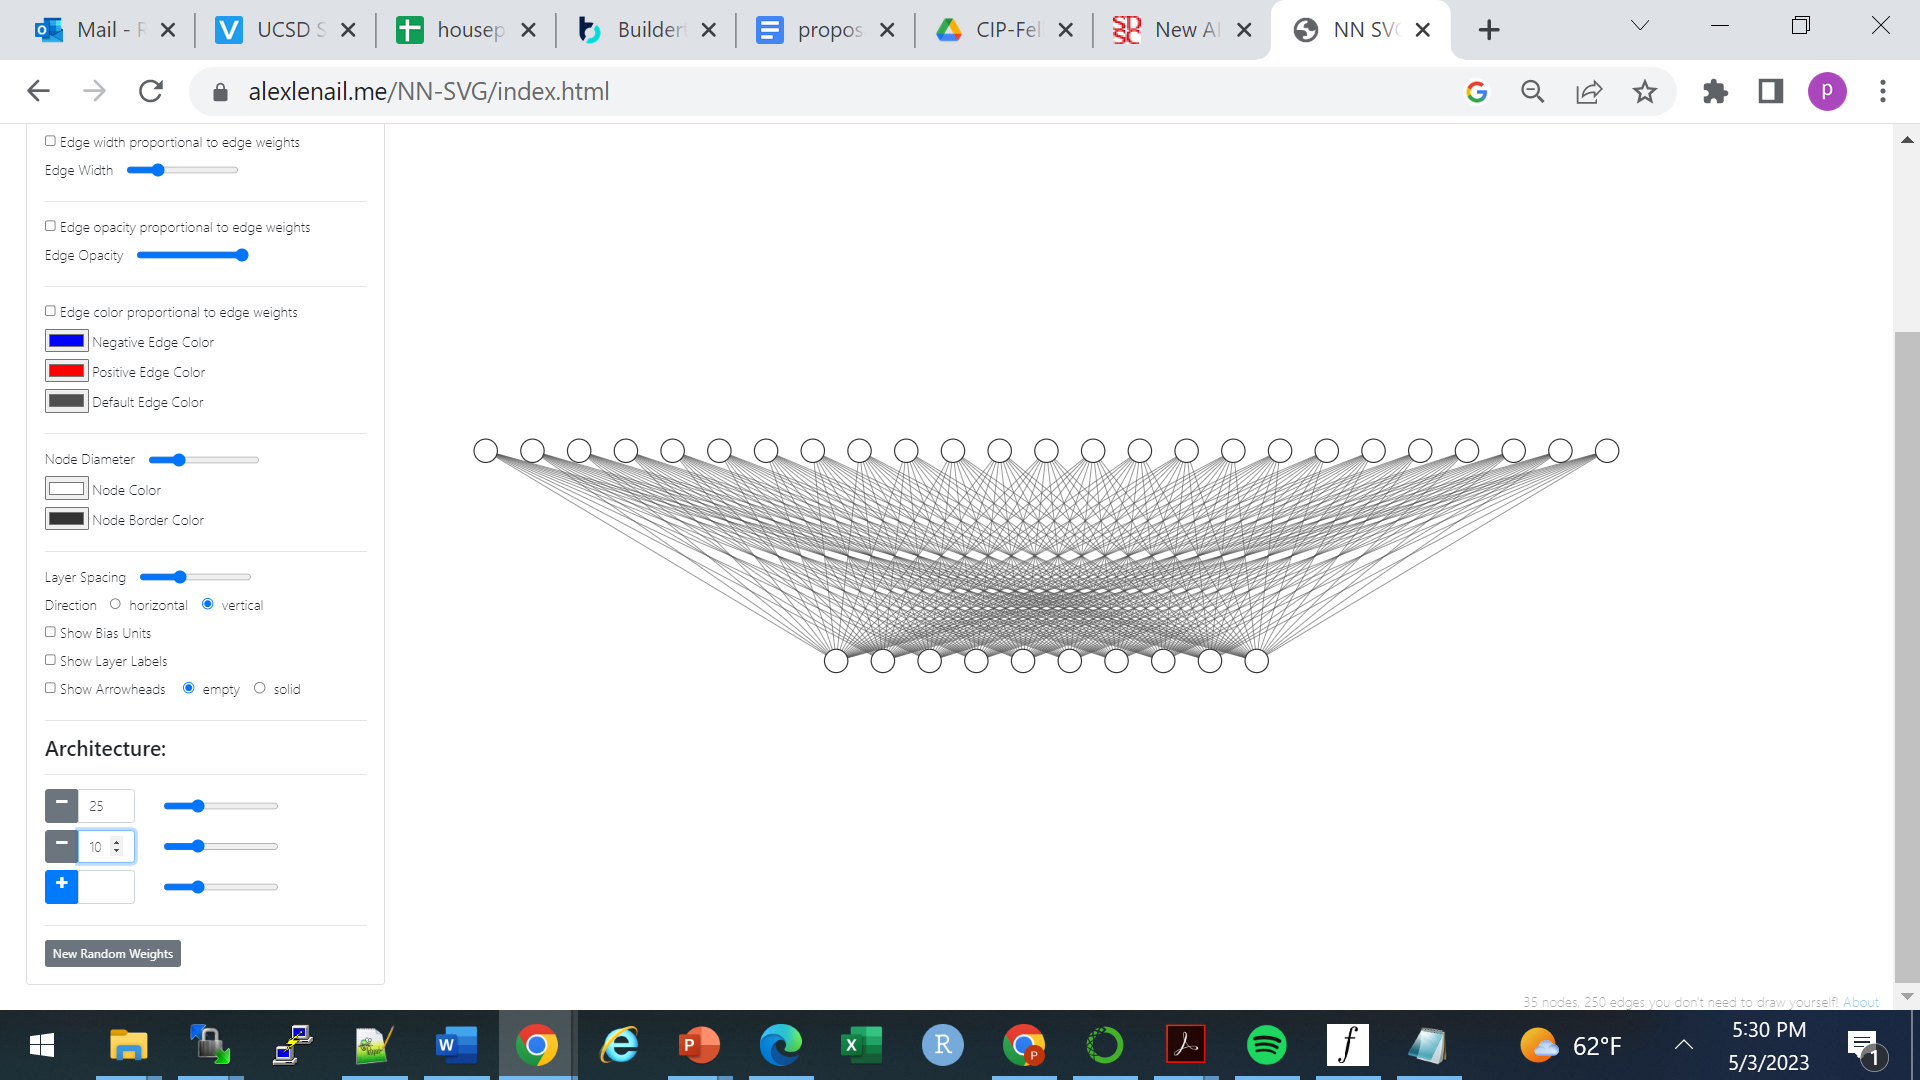 Mail - R
UCSD S
housep
Builder
propos
CIP-Fel
New AI
NN SVG
alexlenail.me/NN-SVG/index.html
p
Edge width proportional to edge weights
Edge Width
Edge opacity proportional to edge weights
Edge Opacity
Edge color proportional to edge weights
Negative Edge Color
Positive Edge Color
Default Edge Color
Node Diameter
Node Color
Node Border Color
Layer Spacing
Direction horizontal vertical
Show Bias Units
Show Layer Labels
Show Arrowheads empty solid
Architecture:
25
10
New Random Weights
35 nodes, 250 edges you don't need to draw yourself! About
62°F
5:30 PM
5/3/2023
1